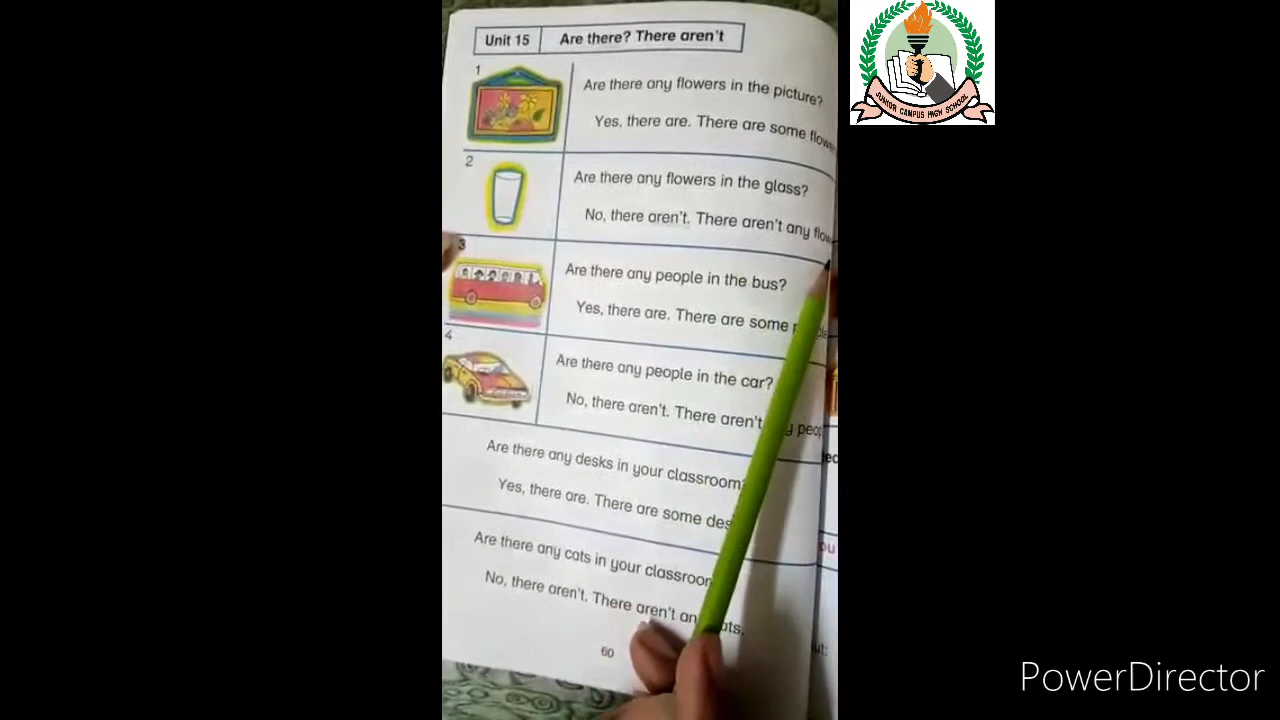 Unit 15 Are there? There aren't
1
Are there any flowers in the picture?
Yes, there are. There are some
2
Are there any flowers in the glass?
No, there aren't. There aren't any
3
Are there any people in the bus?
Yes, there are. There are some
4
Are there any people in the car?
No, there aren't. There aren't
Are there any desks in your classroom?
Yes, there are. There are some
Are there any cats in your
No, there aren't. There aren't
60
JUNIOR CAMPUS HIGH SCHOOL
PowerDirector